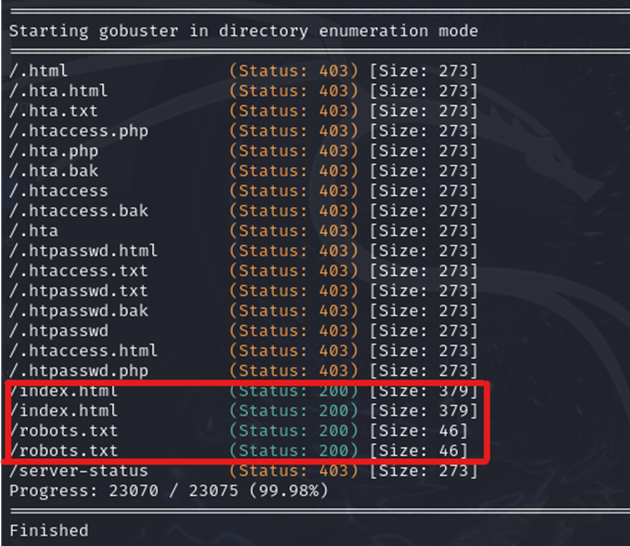 Starting gobuster in directory enumeration mode
/.html (Status: 403) [Size: 273]
/.hta.html (Status: 403) [Size: 273]
/.hta.txt (Status: 403) [Size: 273]
/.htaccess.php (Status: 403) [Size: 273]
/.hta.php (Status: 403) [Size: 273]
/.hta.bak (Status: 403) [Size: 273]
/.htaccess (Status: 403) [Size: 273]
/.htaccess.bak (Status: 403) [Size: 273]
/.hta (Status: 403) [Size: 273]
/.htpasswd.html (Status: 403) [Size: 273]
/.htaccess.txt (Status: 403) [Size: 273]
/.htpasswd.txt (Status: 403) [Size: 273]
/.htpasswd.bak (Status: 403) [Size: 273]
/.htpasswd (Status: 403) [Size: 273]
/.htaccess.html (Status: 403) [Size: 273]
/.htpasswd.php (Status: 403) [Size: 273]
/index.html (Status: 200) [Size: 379]
/index.html (Status: 200) [Size: 379]
/robots.txt (Status: 200) [Size: 46]
/robots.txt (Status: 200) [Size: 46]
/server-status (Status: 403) [Size: 273]
Progress: 23070 / 23075 (99.98%)
Finished